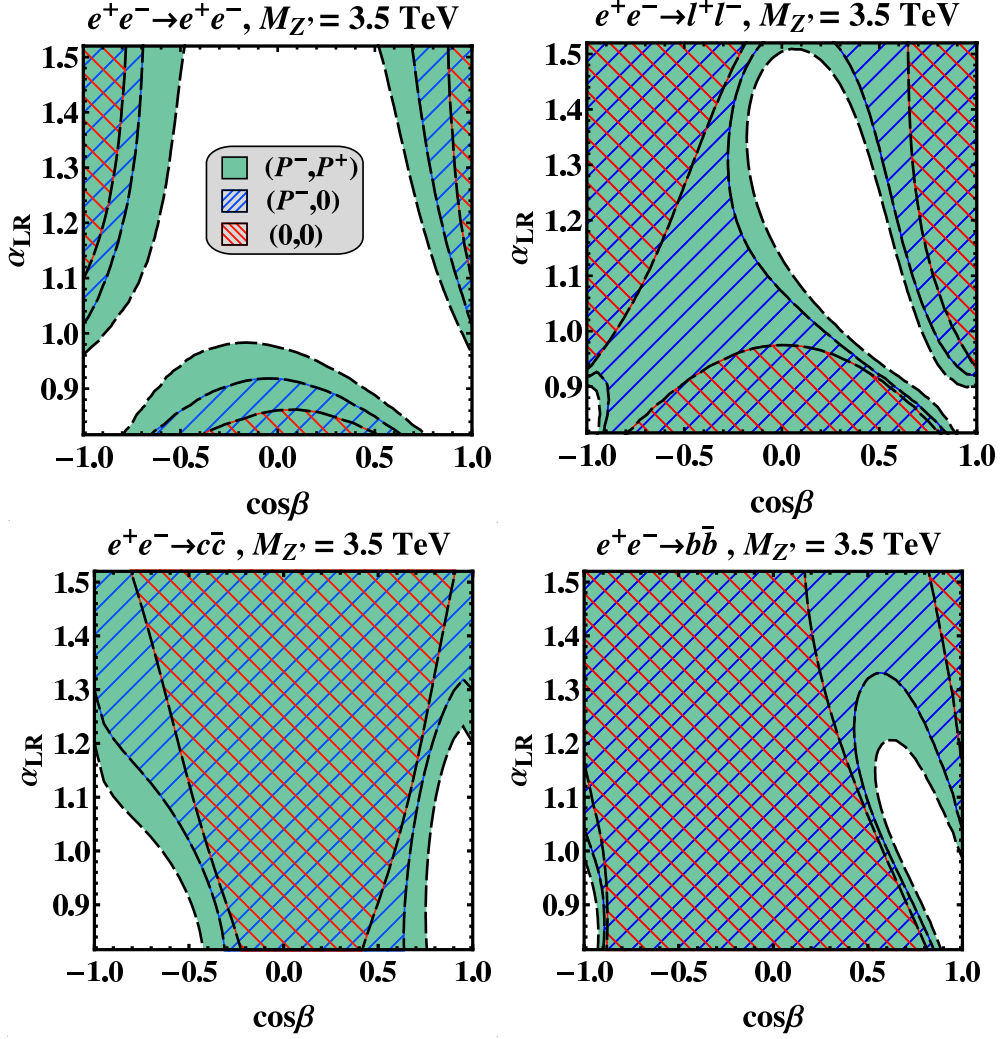 e⁺e⁻→e⁺e⁻, M_Z' = 3.5 TeV
1.5
1.4
1.3
1.2
1.1
1.0
0.9
α_LR
(P⁻,P⁺)
(P⁻,0)
(0,0)
−1.0 −0.5 0.0 0.5 1.0
cosβ
e⁺e⁻→l⁺l⁻, M_Z' = 3.5 TeV
1.5
1.4
1.3
1.2
1.1
1.0
0.9
α_LR
−1.0 −0.5 0.0 0.5 1.0
cosβ
e⁺e⁻→cc̄ , M_Z' = 3.5 TeV
1.5
1.4
1.3
1.2
1.1
1.0
0.9
α_LR
−1.0 −0.5 0.0 0.5 1.0
cosβ
e⁺e⁻→bb̄ , M_Z' = 3.5 TeV
1.5
1.4
1.3
1.2
1.1
1.0
0.9
α_LR
−1.0 −0.5 0.0 0.5 1.0
cosβ